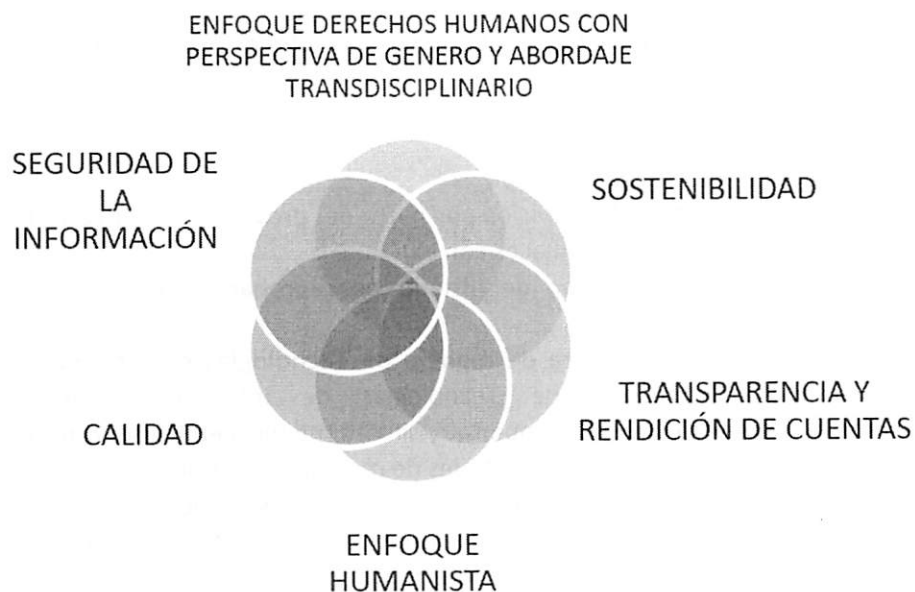 ENFOQUE DERECHOS HUMANOS CON
PERSPECTIVA DE GENERO Y ABORDAJE
TRANSDISCIPLINARIO
SEGURIDAD DE
LA
INFORMACIÓN
SOSTENIBILIDAD
CALIDAD
TRANSPARENCIA Y
RENDICIÓN DE CUENTAS
ENFOQUE
HUMANISTA